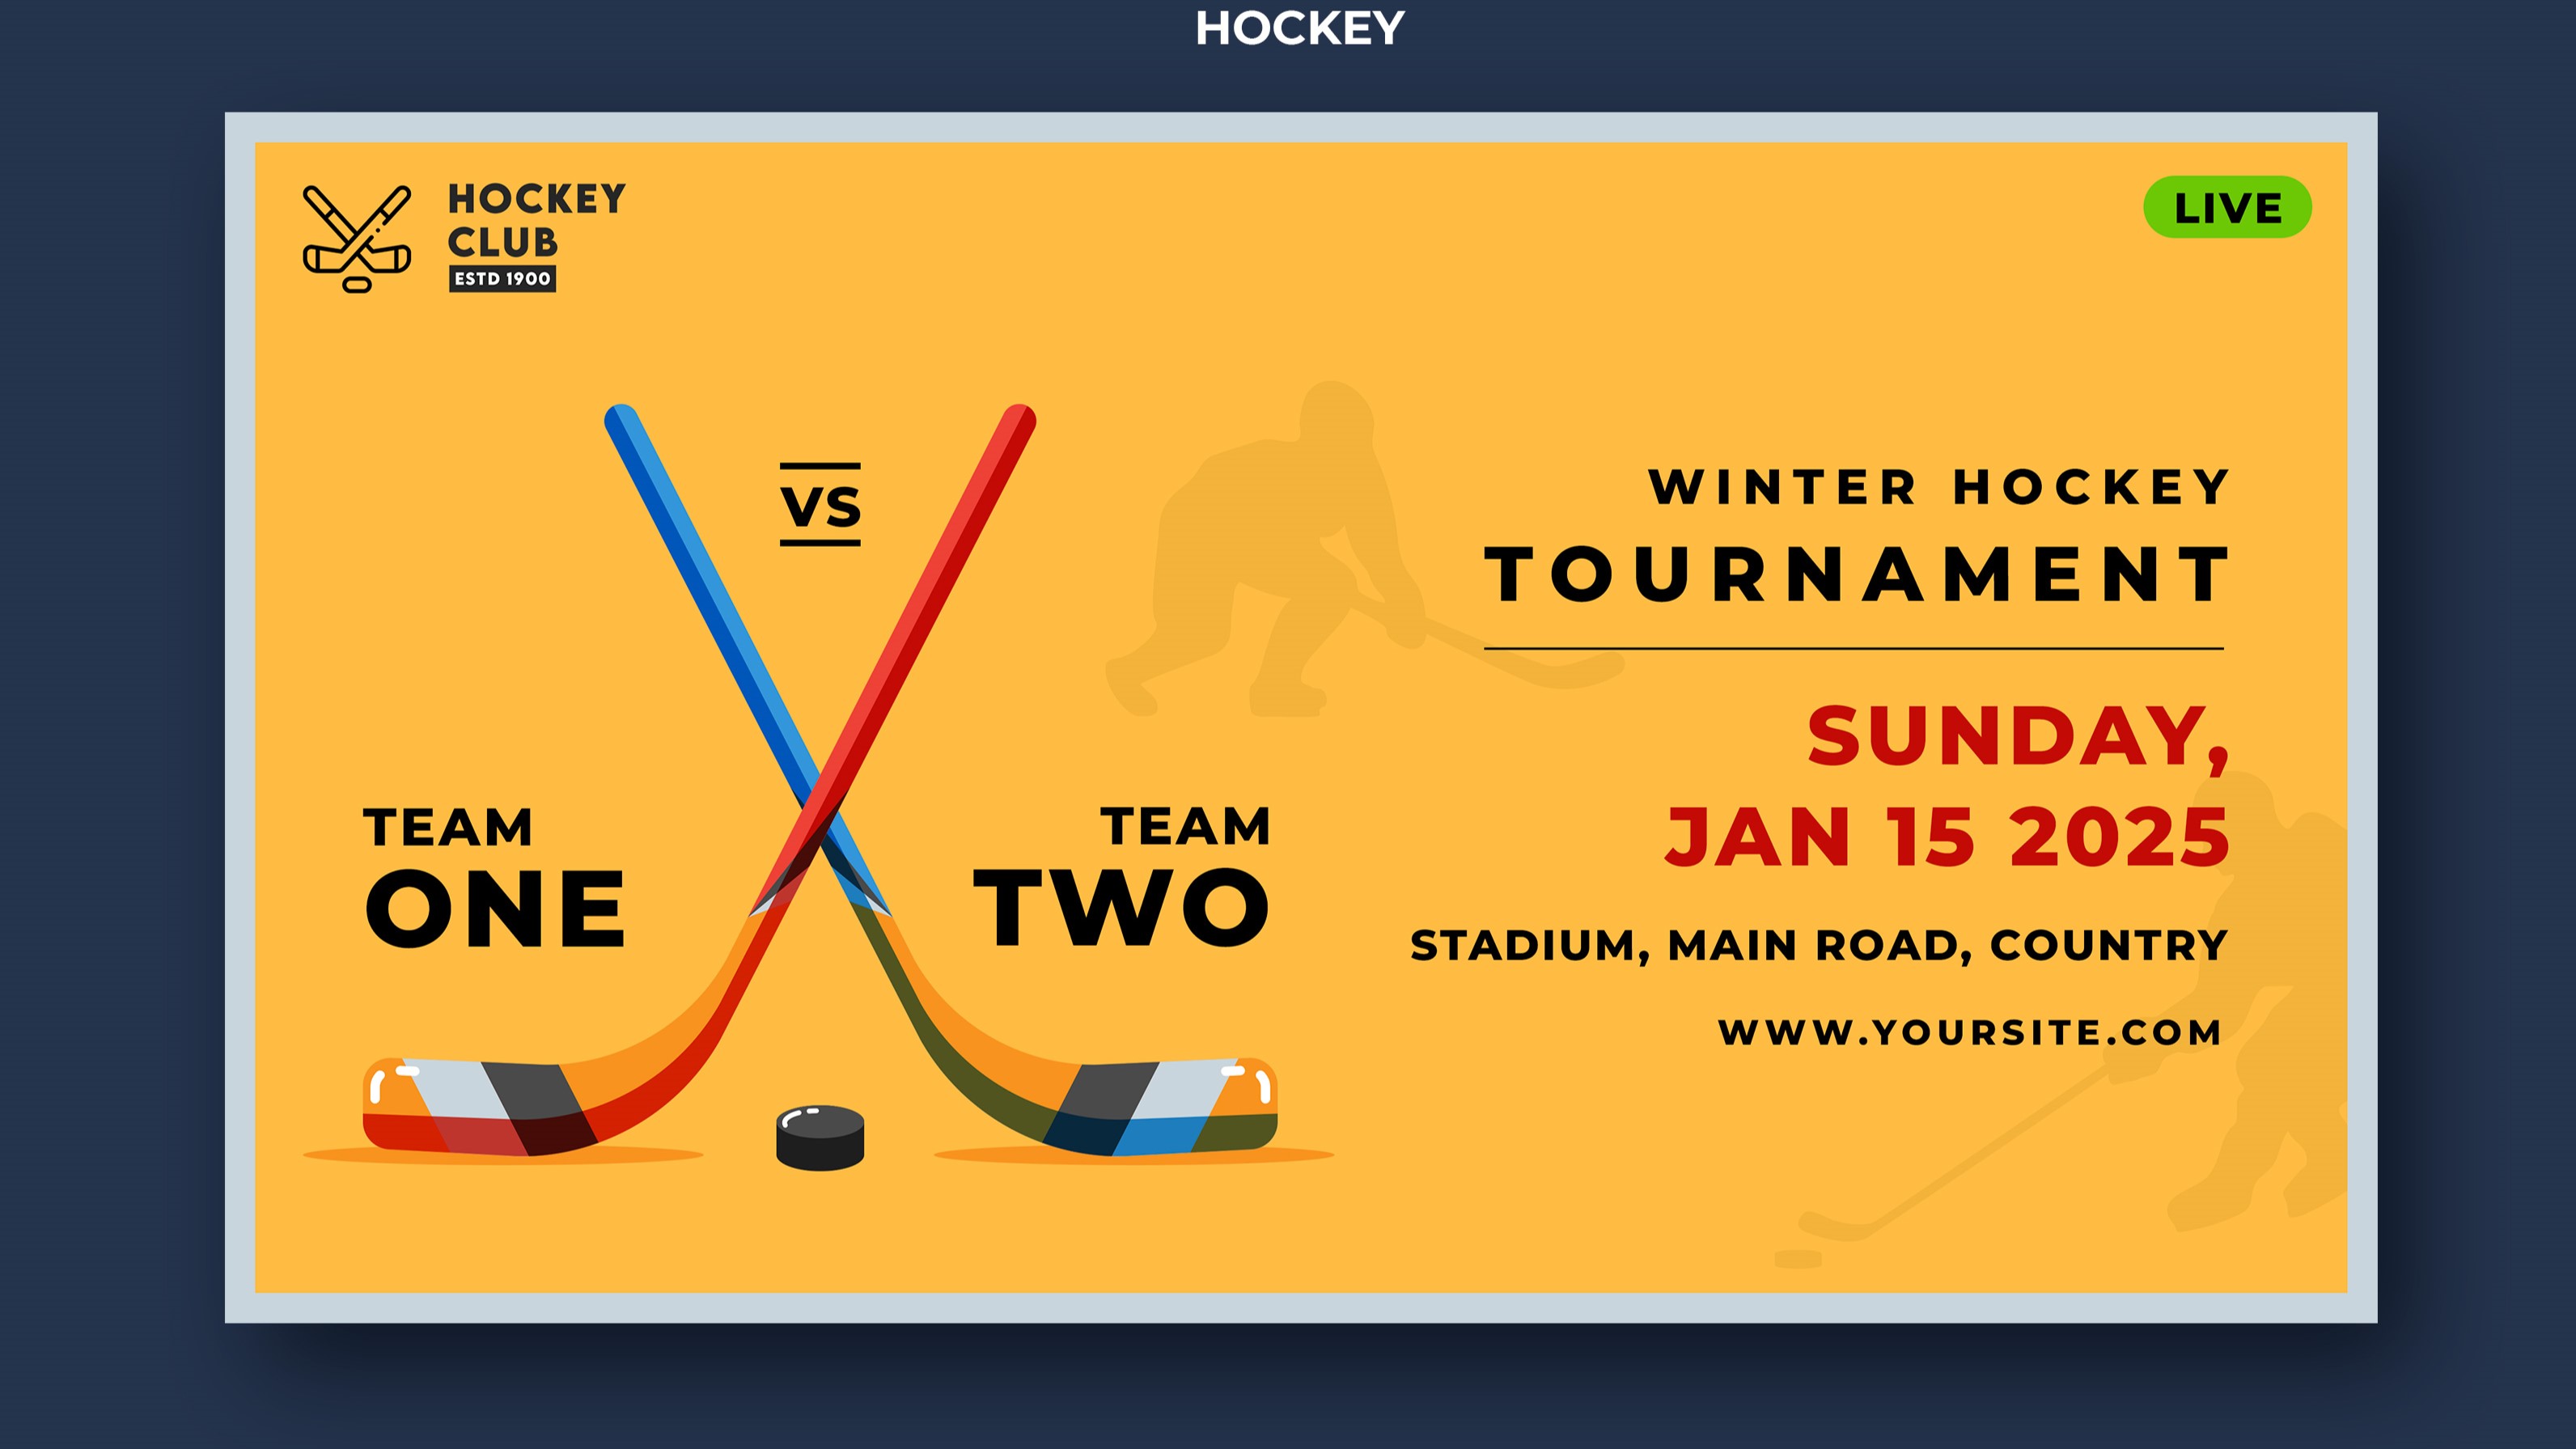 HOCKEY
HOCKEY
CLUB
ESTD 1900
LIVE
VS
TEAM
ONE
TEAM
TWO
WINTER HOCKEY
TOURNAMENT
SUNDAY,
JAN 15 2025
STADIUM, MAIN ROAD, COUNTRY
WWW.YOURSITE.COM